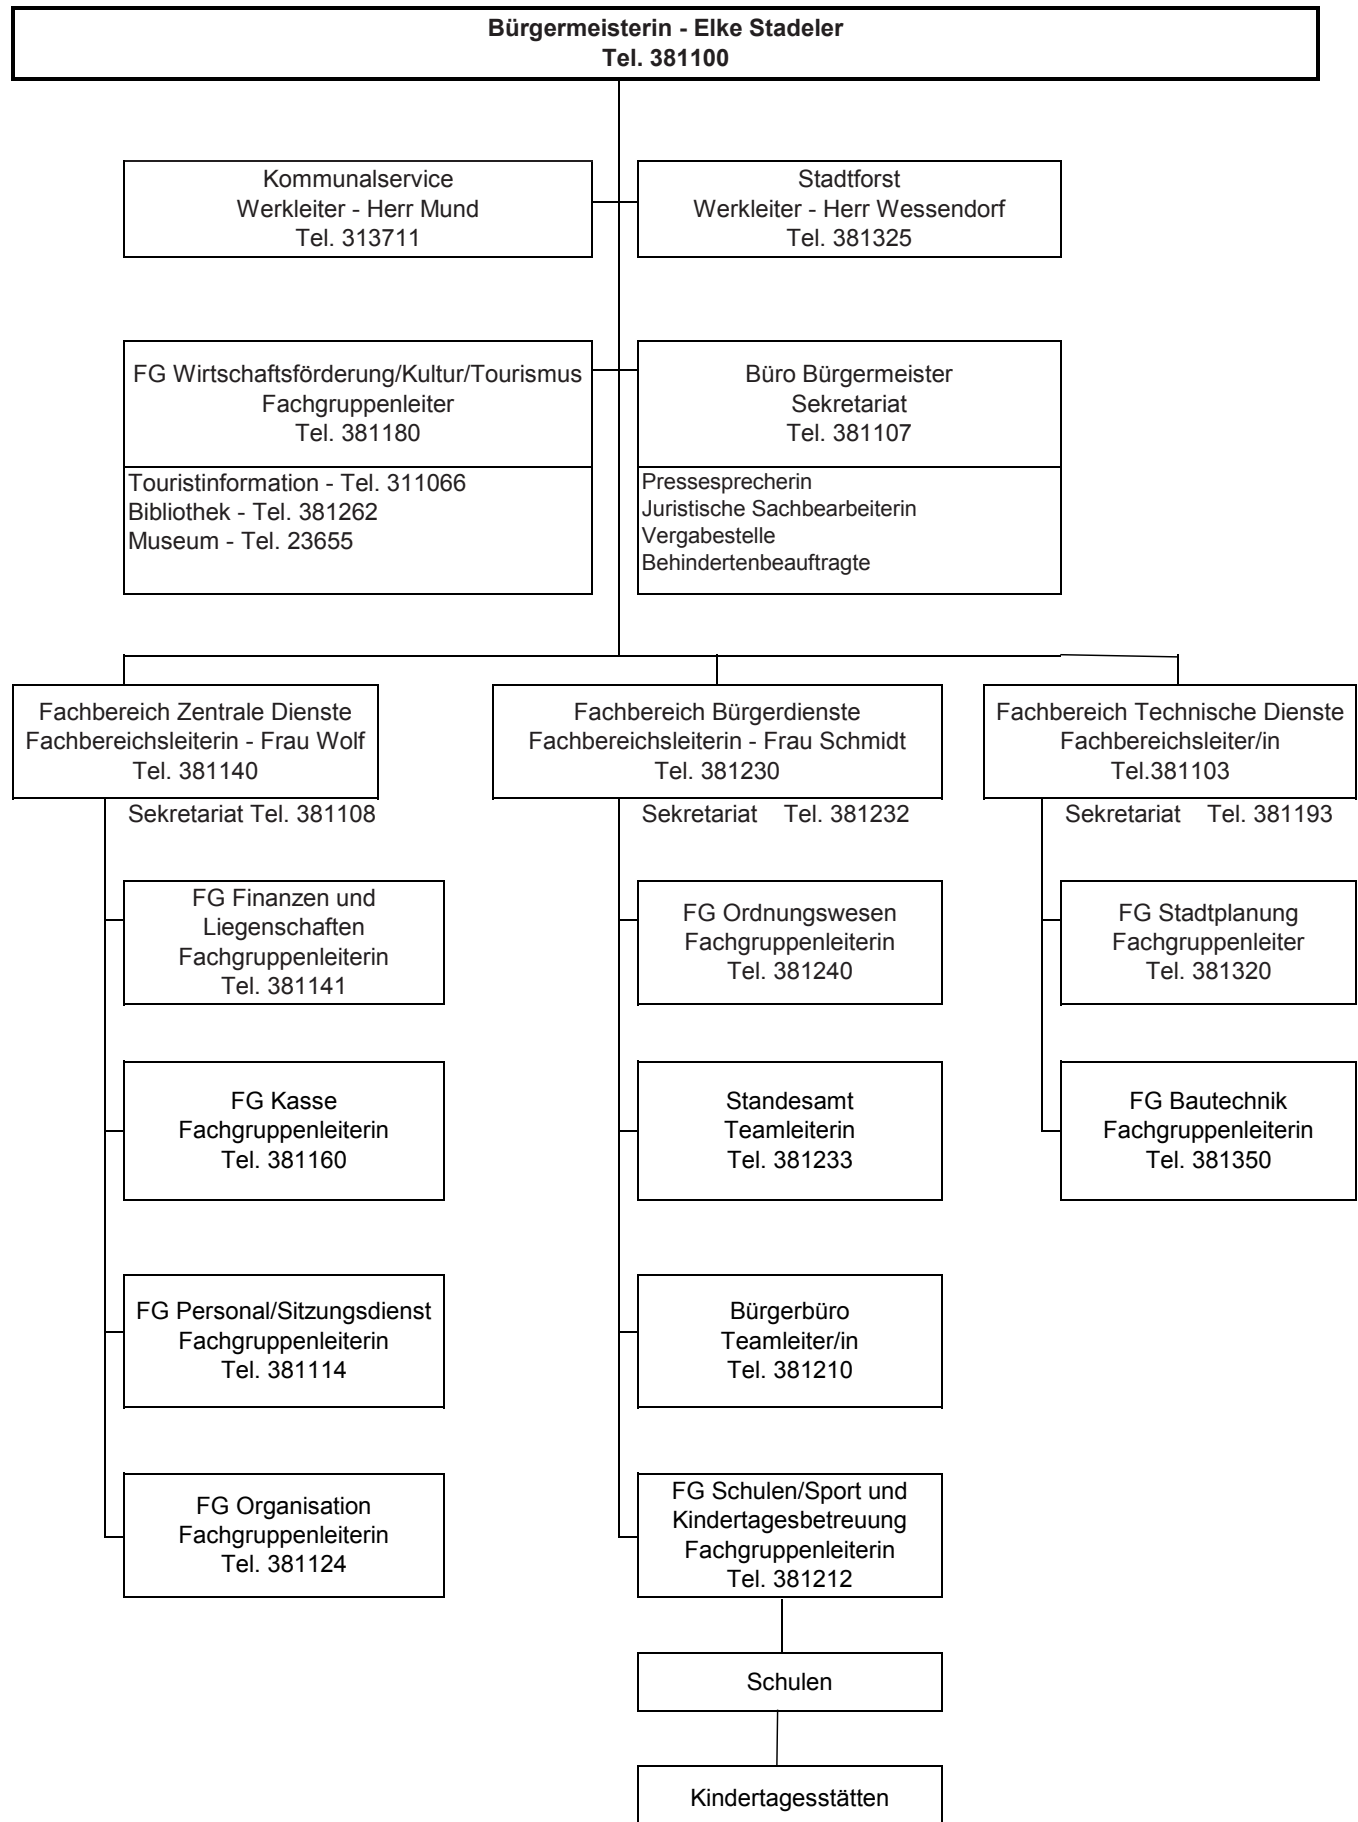 Bürgermeisterin - Elke Stadeler
Tel. 381100
Kommunalservice
Werkleiter - Herr Mund
Tel. 313711
Stadtforst
Werkleiter - Herr Wessendorf
Tel. 381325
FG Wirtschaftsförderung/Kultur/Tourismus
Fachgruppenleiter
Tel. 381180
Touristinformation - Tel. 311066
Bibliothek - Tel. 381262
Museum - Tel. 23655
Büro Bürgermeister
Sekretariat
Tel. 381107
Pressesprecherin
Juristische Sachbearbeiterin
Vergabestelle
Behindertenbeauftragte
Fachbereich Zentrale Dienste
Fachbereichsleiterin - Frau Wolf
Tel. 381140
Sekretariat Tel. 381108
FG Finanzen und
Liegenschaften
Fachgruppenleiterin
Tel. 381141
FG Kasse
Fachgruppenleiterin
Tel. 381160
FG Personal/Sitzungsdienst
Fachgruppenleiterin
Tel. 381114
FG Organisation
Fachgruppenleiterin
Tel. 381124
Fachbereich Bürgerdienste
Fachbereichsleiterin - Frau Schmidt
Tel. 381230
Sekretariat Tel. 381232
FG Ordnungswesen
Fachgruppenleiterin
Tel. 381240
Standesamt
Teamleiterin
Tel. 381233
Bürgerbüro
Teamleiter/in
Tel. 381210
FG Schulen/Sport und
Kindertagesbetreuung
Fachgruppenleiterin
Tel. 381212
Schulen
Kindertagesstätten
Fachbereich Technische Dienste
Fachbereichsleiter/in
Tel.381103
Sekretariat Tel. 381193
FG Stadtplanung
Fachgruppenleiter
Tel. 381320
FG Bautechnik
Fachgruppenleiterin
Tel. 381350